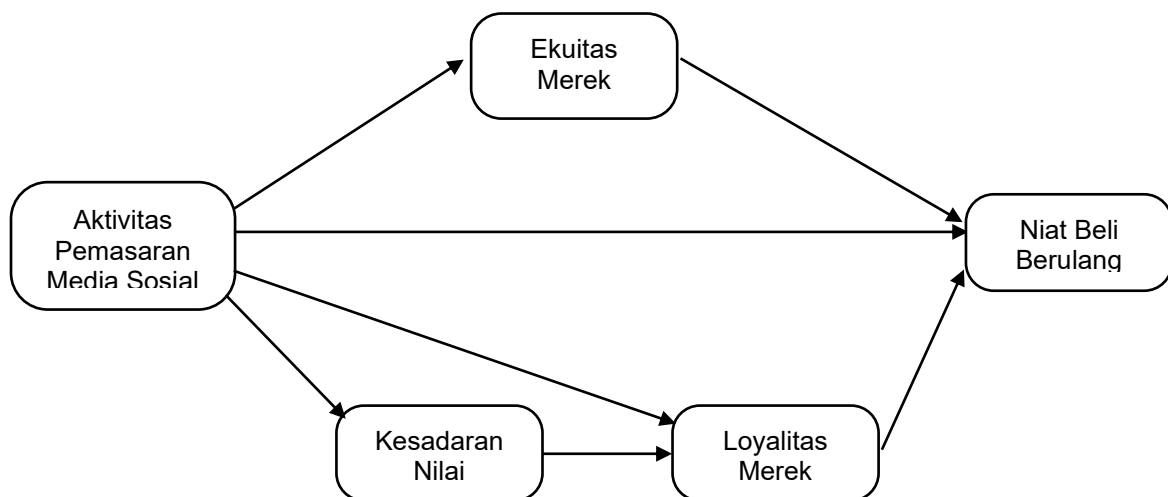 Ekuitas
Merek
Aktivitas
Pemasaran
Media Sosial
Niat Beli
Berulang
Kesadaran
Nilai
Loyalitas
Merek